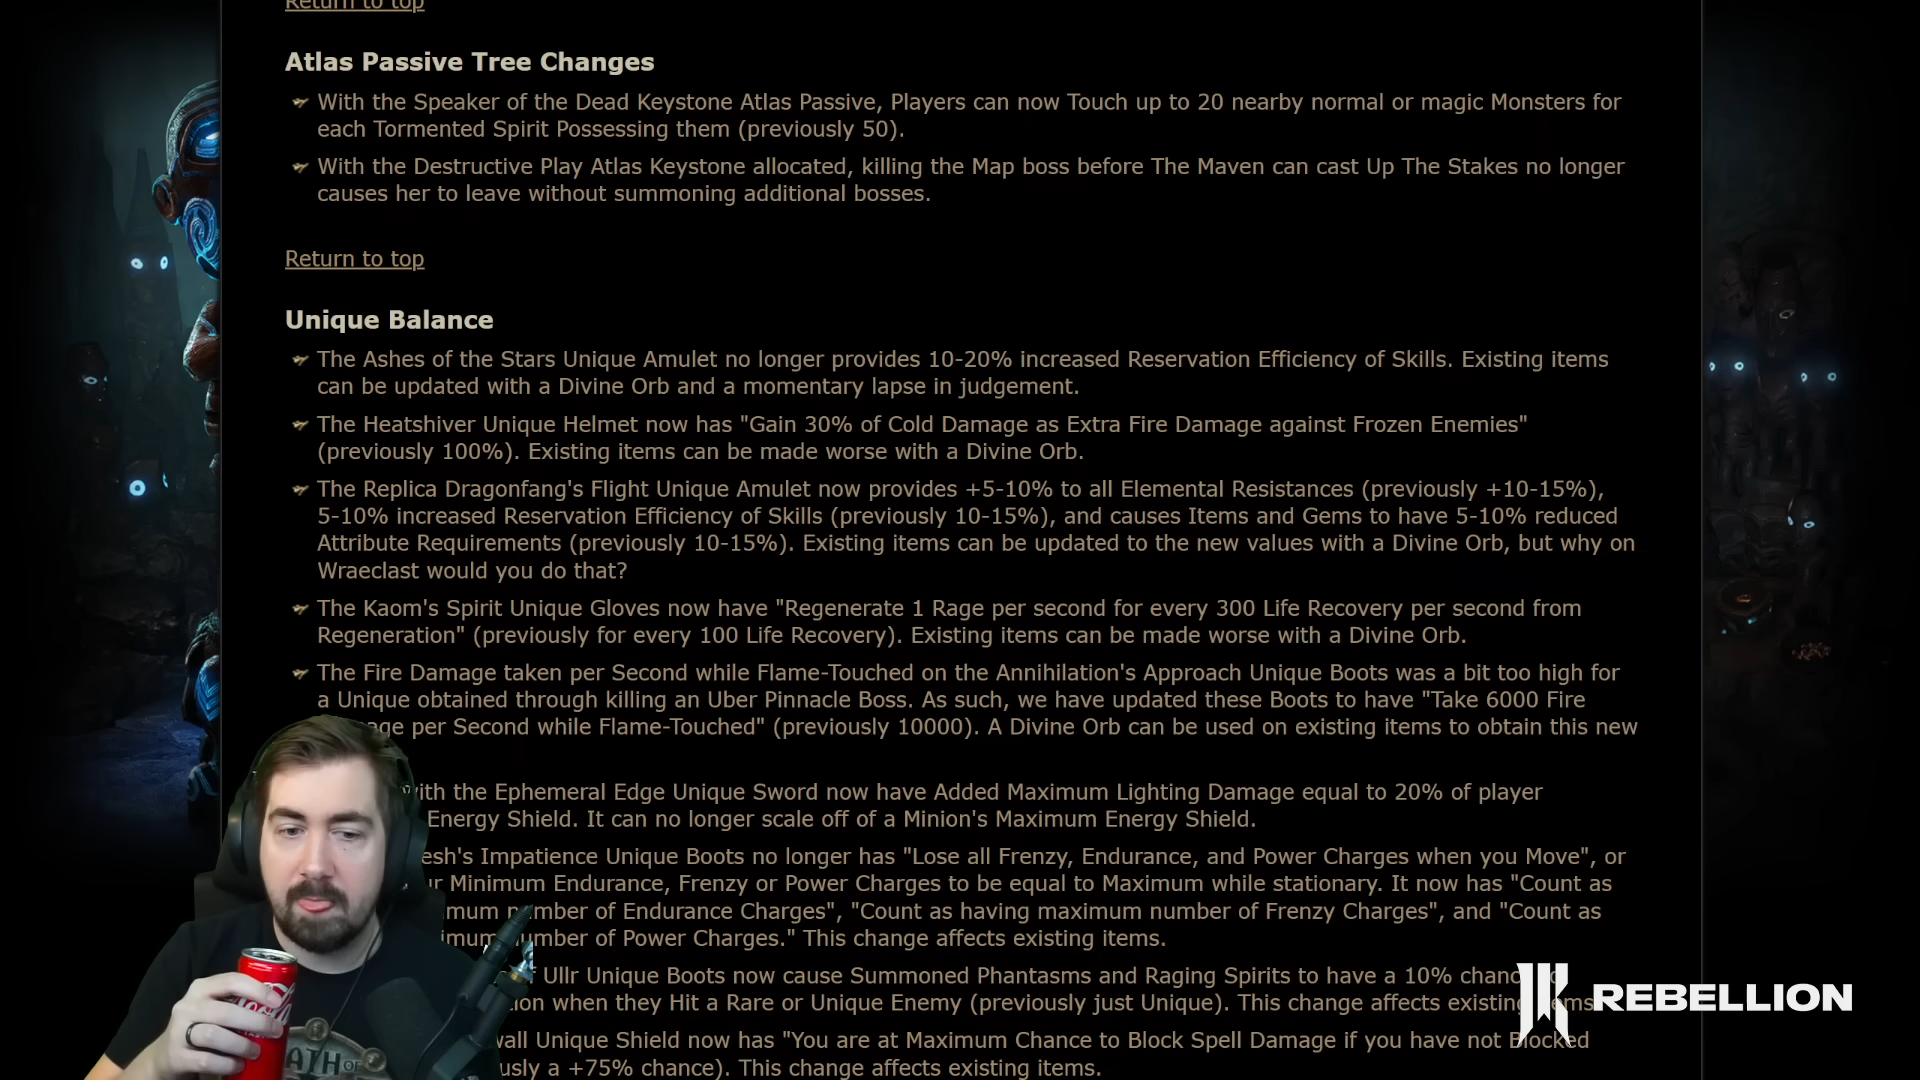 Return to top
Atlas Passive Tree Changes
With the Speaker of the Dead Keystone Atlas Passive, Players can now Touch up to 20 nearby normal or magic Monsters for
each Tormented Spirit Possessing them (previously 50).
With the Destructive Play Atlas Keystone allocated, killing the Map boss before The Maven can cast Up The Stakes no longer
causes her to leave without summoning additional bosses.
Return to top
Unique Balance
The Ashes of the Stars Unique Amulet no longer provides 10-20% increased Reservation Efficiency of Skills. Existing items
can be updated with a Divine Orb and a momentary lapse in judgement.
The Heatshiver Unique Helmet now has "Gain 30% of Cold Damage as Extra Fire Damage against Frozen Enemies"
(previously 100%). Existing items can be made worse with a Divine Orb.
The Replica Dragonfang's Flight Unique Amulet now provides +5-10% to all Elemental Resistances (previously +10-15%),
5-10% increased Reservation Efficiency of Skills (previously 10-15%), and causes Items and Gems to have 5-10% reduced
Attribute Requirements (previously 10-15%). Existing items can be updated to the new values with a Divine Orb, but why on
Wraeclast would you do that?
The Kaom's Spirit Unique Gloves now have "Regenerate 1 Rage per second for every 300 Life Recovery per second from
Regeneration" (previously for every 100 Life Recovery). Existing items can be made worse with a Divine Orb.
The Fire Damage taken per Second while Flame-Touched on the Annihilation's Approach Unique Boots was a bit too high for
a Unique obtained through killing an Uber Pinnacle Boss. As such, we have updated these Boots to have "Take 6000 Fire
per Second while Flame-Touched" (previously 10000). A Divine Orb can be used on existing items to obtain this new
with the Ephemeral Edge Unique Sword now have Added Maximum Lighting Damage equal to 20% of player
Energy Shield. It can no longer scale off of a Minion's Maximum Energy Shield.
Impatience Unique Boots no longer has "Lose all Frenzy, Endurance, and Power Charges when you Move", or
Minimum Endurance, Frenzy or Power Charges to be equal to Maximum while stationary. It now has "Count as
number of Endurance Charges", "Count as having maximum number of Frenzy Charges", and "Count as
number of Power Charges." This change affects existing items.
Ullr Unique Boots now cause Summoned Phantasms and Raging Spirits to have a 10% chance
when they Hit a Rare or Unique Enemy (previously just Unique). This change affects existing
Unique Shield now has "You are at Maximum Chance to Block Spell Damage if you have not Blocked
a +75% chance). This change affects existing items.
REBELLION